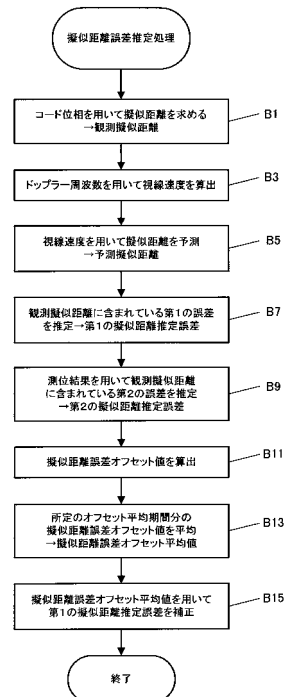 擬似距離誤差推定処理
コード位相を用いて擬似距離を求める
→観測擬似距離
B1
ドップラー周波数を用いて視線速度を算出
B3
視線速度を用いて擬似距離を予測
→予測擬似距離
B5
観測擬似距離に含まれている第1の誤差
を推定→第1の擬似距離推定誤差
B7
測位結果を用いて観測擬似距離
に含まれている第2の誤差を推定
→第2の擬似距離推定誤差
B9
擬似距離誤差オフセット値を算出
B11
所定のオフセット平均期間分の
擬似距離誤差オフセット値を平均
→擬似距離誤差オフセット平均値
B13
擬似距離誤差オフセット平均値を用いて
第1の擬似距離推定誤差を補正
B15
終了